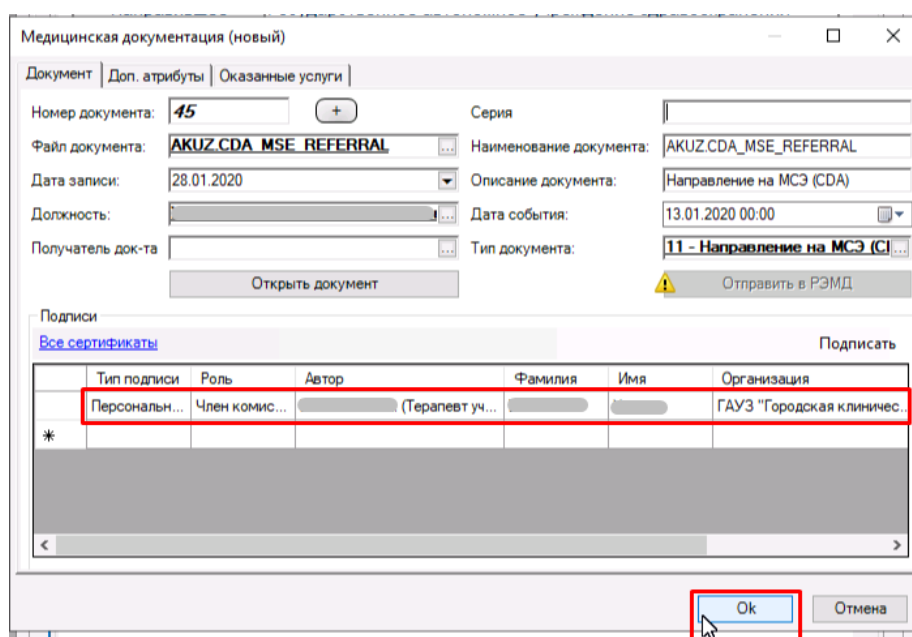 Медицинская документация (новый)
Документ Доп. атрибуты Оказанные услуги
Номер документа: 45 + Серия
Файл документа: AKUZ.CDA_MSE_REFERRAL ... Наименование документа: AKUZ.CDA_MSE_REFERRAL
Дата записи: 28.01.2020 Описание документа: Направление на МСЭ (CDA)
Должность: ... Дата события: 13.01.2020 00:00
Получатель док-та ... Тип документа: 11 - Направление на МСЭ (CI ...
Открыть документ Отправить в РЭМД
Подписи
Все сертификаты Подписать
Тип подписи Роль Автор Фамилия Имя Организация
Персональн... Член комис... (Терапевт уч... ГАУЗ "Городская клиничес...
Ok Отмена